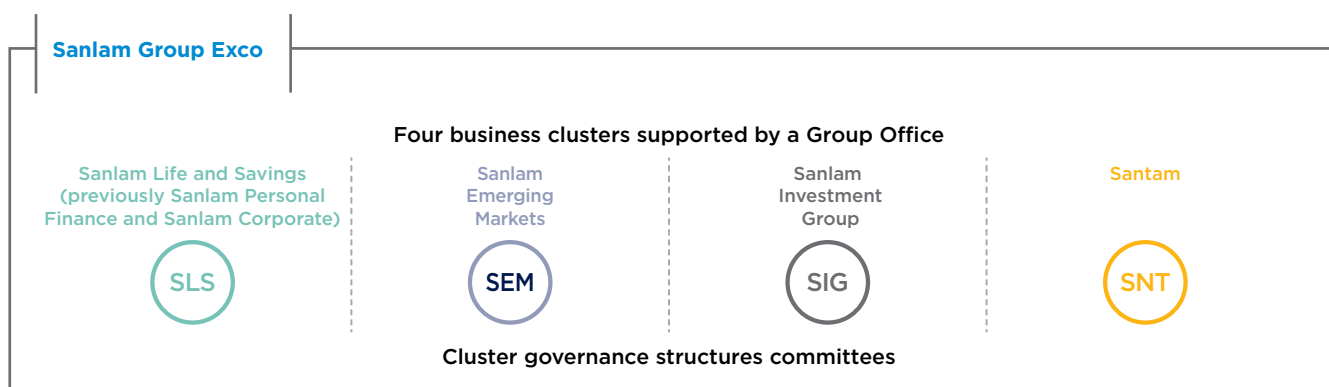 Sanlam Group Exco
Four business clusters supported by a Group Office
Sanlam Life and Savings
(previously Sanlam Personal
Finance and Sanlam Corporate)
SLS
Sanlam
Emerging
Markets
SEM
Sanlam
Investment
Group
SIG
Santam
SNT
Cluster governance structures committees